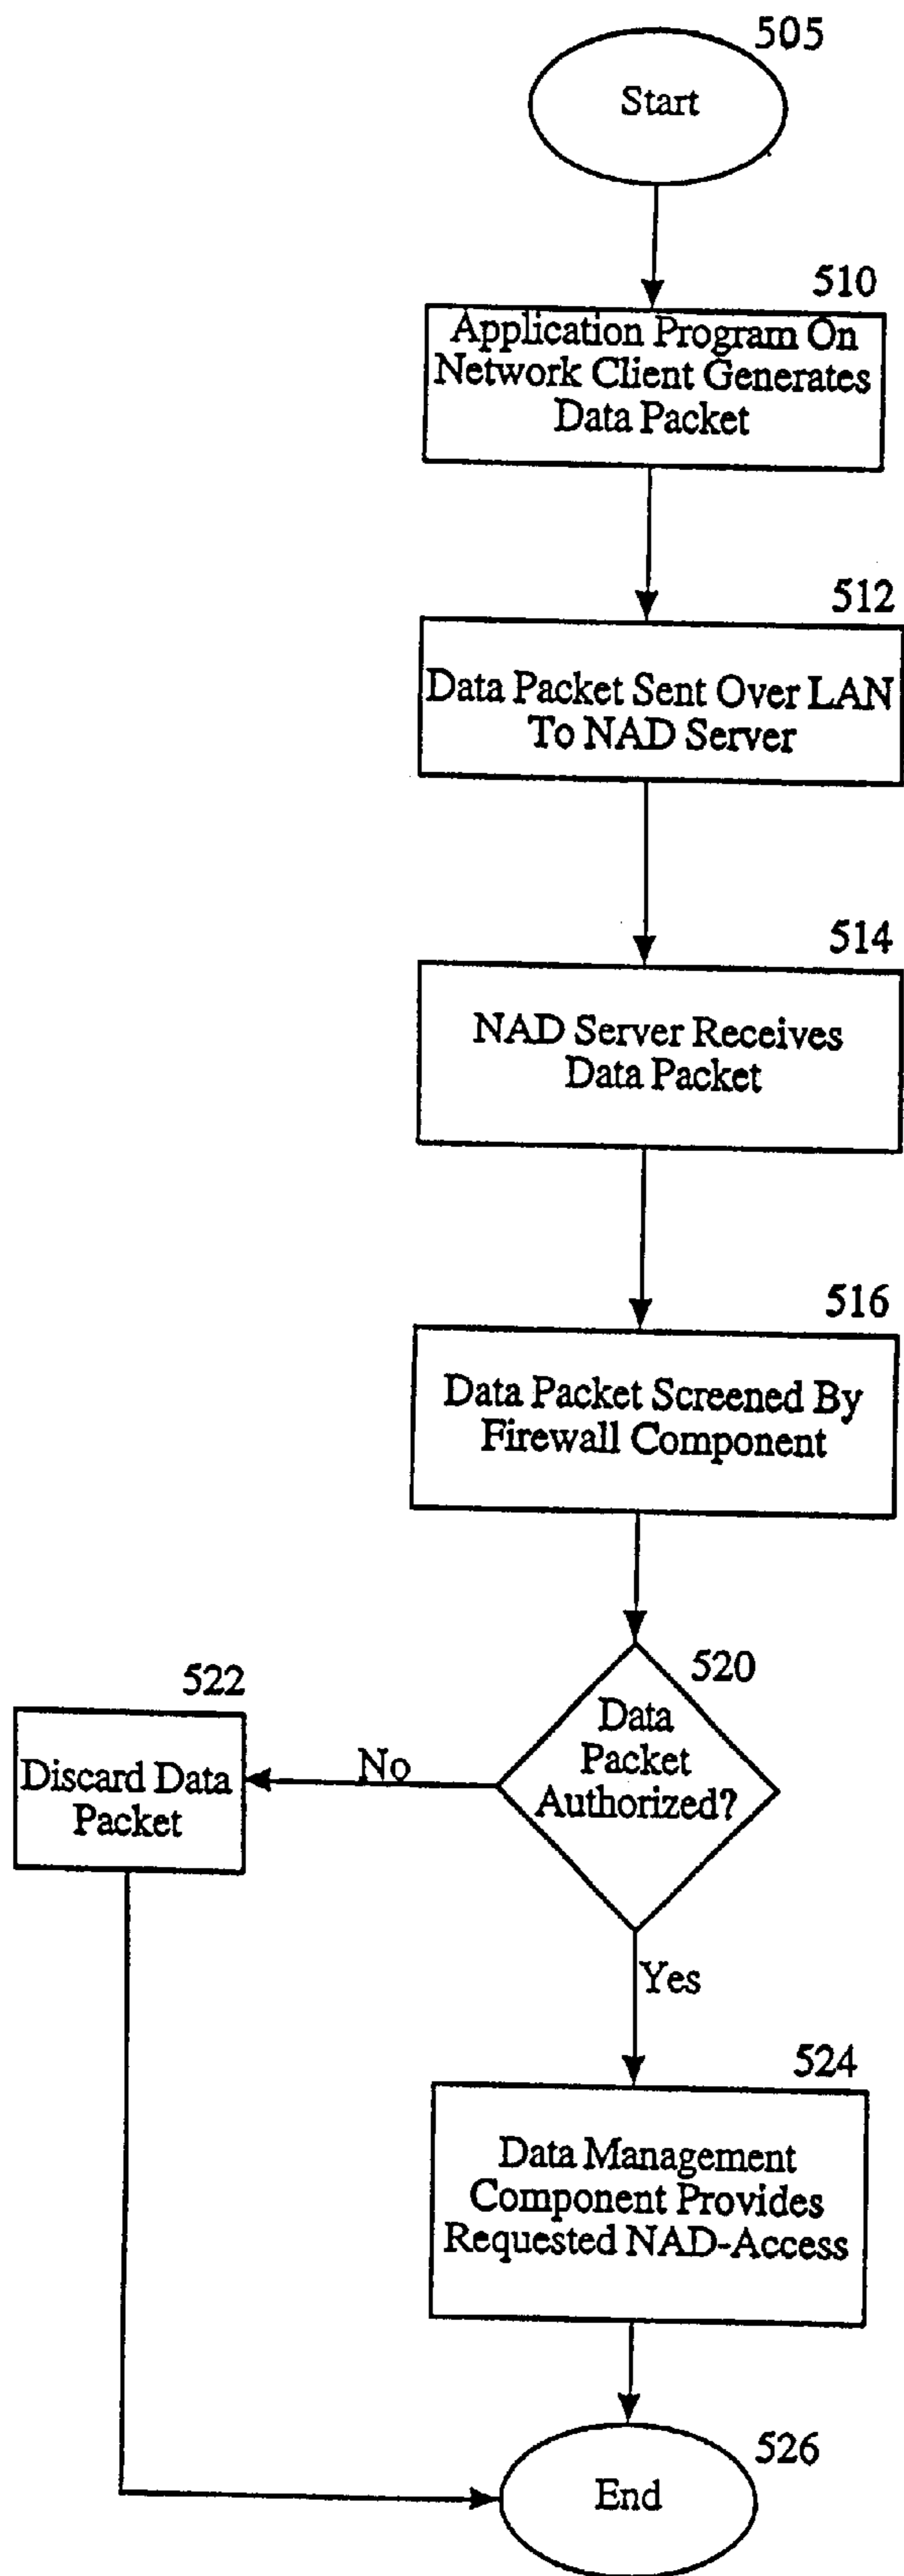 505
Start
510
Application Program On
Network Client Generates
Data Packet
512
Data Packet Sent Over LAN
To NAD Server
514
NAD Server Receives
Data Packet
516
Data Packet Screened By
Firewall Component
520
Data
Packet
Authorized?
No
522
Discard Data
Packet
Yes
524
Data Management
Component Provides
Requested NAD-Access
526
End